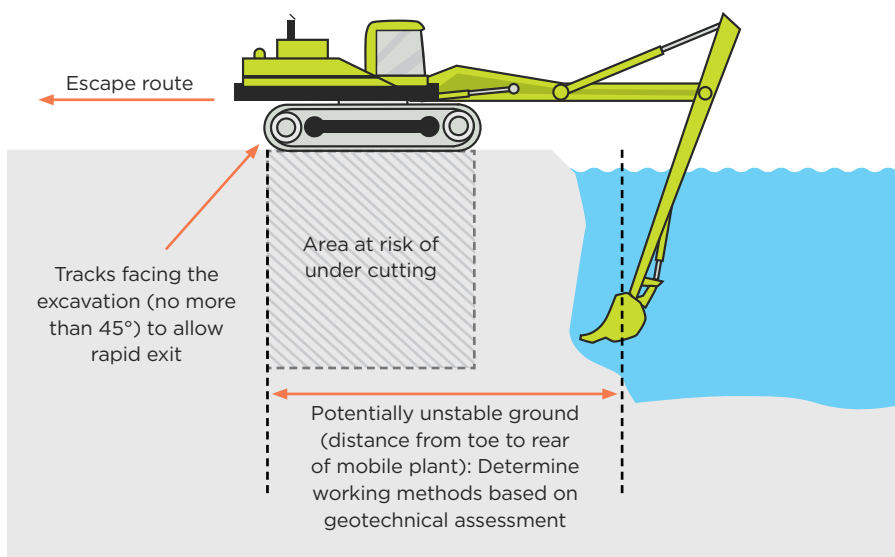 Escape route
Area at risk of
under cutting
Tracks facing the
excavation (no more
than 45°) to allow
rapid exit
Potentially unstable ground
(distance from toe to rear
of mobile plant): Determine
working methods based on
geotechnical assessment